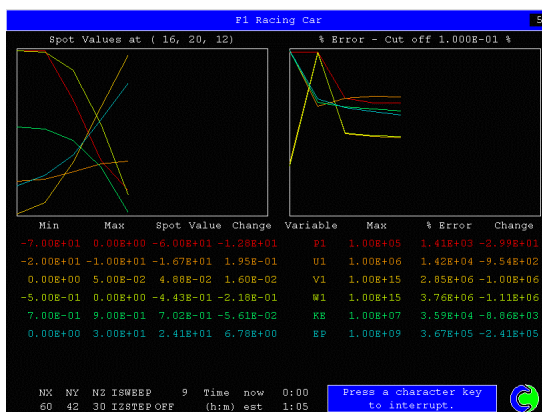 F1 Racing Car 5
Spot Values at ( 16, 20, 12) % Error - Cut off 1.000E-01 %
Min Max Spot Value Change Variable Max % Error Change
-7.00E+01 0.00E+00 -6.00E+01 -1.28E+01 P1 1.00E+05 1.41E+03 -2.99E+01
-2.00E+01 -1.00E+01 -1.67E+01 1.95E-01 U1 1.00E+06 1.42E+04 -9.54E+02
0.00E+00 5.00E-02 4.88E-02 1.60E-02 V1 1.00E+15 2.85E+06 -1.00E+06
-5.00E-01 0.00E+00 -4.43E-01 -2.18E-01 W1 1.00E+15 3.76E+06 -1.11E+06
7.00E-01 9.00E-01 7.02E-01 -5.61E-02 KE 1.00E+07 3.59E+04 -8.86E+03
0.00E+00 3.00E+01 2.41E+01 6.78E+00 EP 1.00E+09 3.67E+05 -2.41E+05
NX NY NZ ISWEEP 9 Time now 0:00 Press a character key
60 42 30 IZSTEP OFF (h:m) est 1:05 to interrupt.